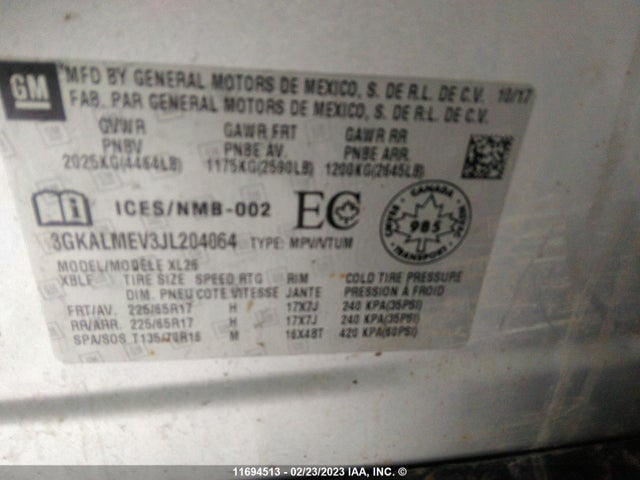 GM
MFD BY GENERAL MOTORS DE MEXICO, S. DE R.L. DE C.V. 10/17
FAB. PAR GENERAL MOTORS DE MEXICO, S. DE R.L. DE C.V.
GVWR GAWR FRT GAWR RR
PNBV PNBE AV. PNBE ARR.
2025KG(4464LB) 1175KG(2590LB) 1200KG(2645LB)
ICES/NMB-002 EC CANADA 985 TRANSPORT
3GKALMEV3JL204064 TYPE: MPV/VTUM
MODEL/MODÈLE XL26
XBLF TIRE SIZE SPEED RTG RIM COLD TIRE PRESSURE
DIM. PNEU COTE VITESSE JANTE PRESSION À FROID
FRT/AV. 225/65R17 H 17X7J 240 KPA(35PSI)
RR/ARR. 225/65R17 H 17X7J 240 KPA(35PSI)
SPA/SOS T135/70R16 M 16X4BT 420 KPA(60PSI)
11694513 - 02/23/2023 IAA, INC. ©